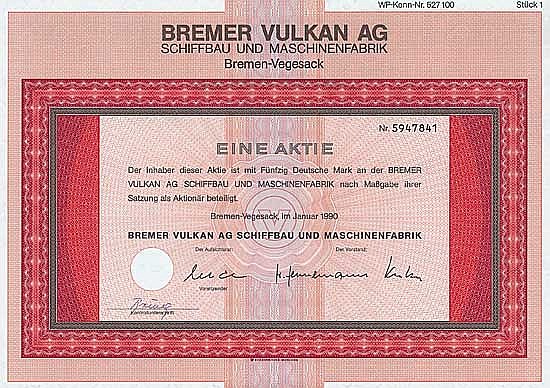 WP-Kenn-Nr. 527100 Stück 1
BREMER VULKAN AG
SCHIFFBAU UND MASCHINENFABRIK
Bremen-Vegesack
Nr. 5947841
EINE AKTIE
Der Inhaber dieser Aktie ist mit Fünfzig Deutsche Mark an der BREMER
VULKAN AG SCHIFFBAU UND MASCHINENFABRIK nach Maßgabe ihrer
Satzung als Aktionär beteiligt.
Bremen-Vegesack, im Januar 1990
BREMER VULKAN AG SCHIFFBAU UND MASCHINENFABRIK
Der Aufsichtsrat: Der Vorstand:
Vorsitzender
Kontrollunterschrift